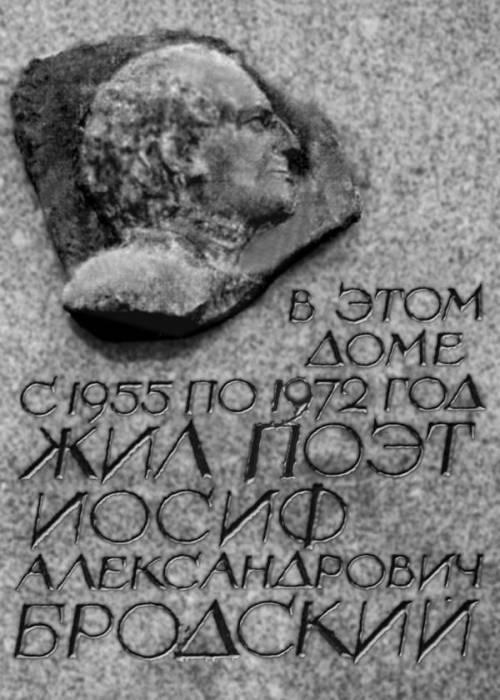 В ЭТОМ
ДОМЕ
С 1955 ПО 1972 ГОД
ЖИЛ ПОЭТ
ИОСИФ
АЛЕКСАНДРОВИЧ
БРОДСКИЙ